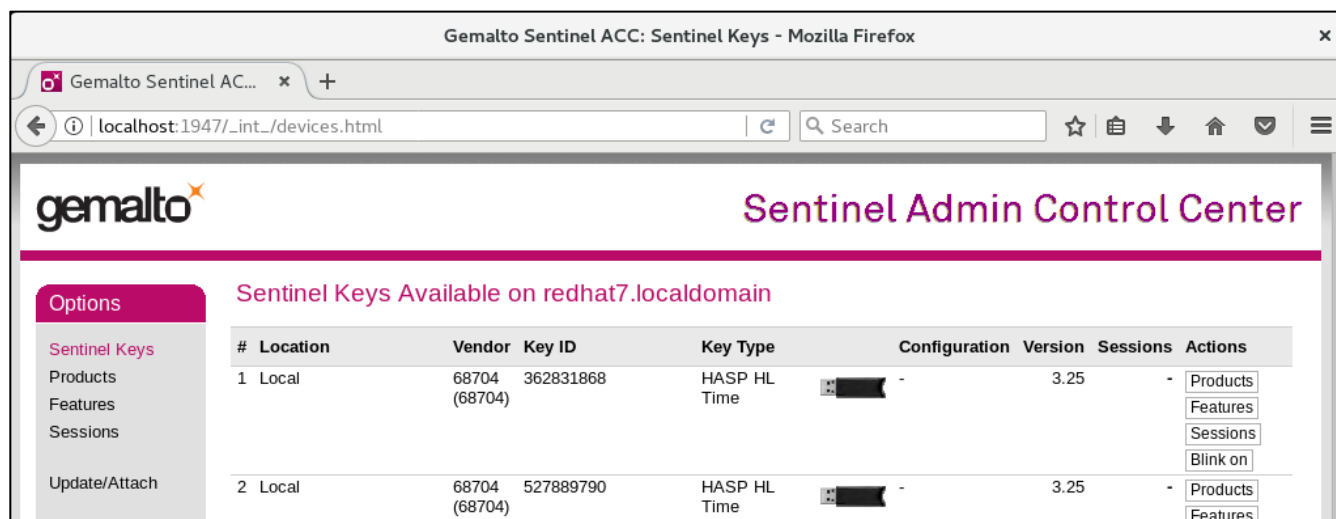 Gemalto Sentinel ACC: Sentinel Keys - Mozilla Firefox
Gemalto Sentinel AC...
localhost:1947/_int_/devices.html
Search
gemalto
Sentinel Admin Control Center
Options
Sentinel Keys
Products
Features
Sessions
Update/Attach
Sentinel Keys Available on redhat7.localdomain
# Location Vendor Key ID Key Type Configuration Version Sessions Actions
1 Local 68704 362831868 HASP HL - 3.25 - Products
(68704) Time
Features
Sessions
Blink on
2 Local 68704 527889790 HASP HL - 3.25 - Products
(68704) Time
Features